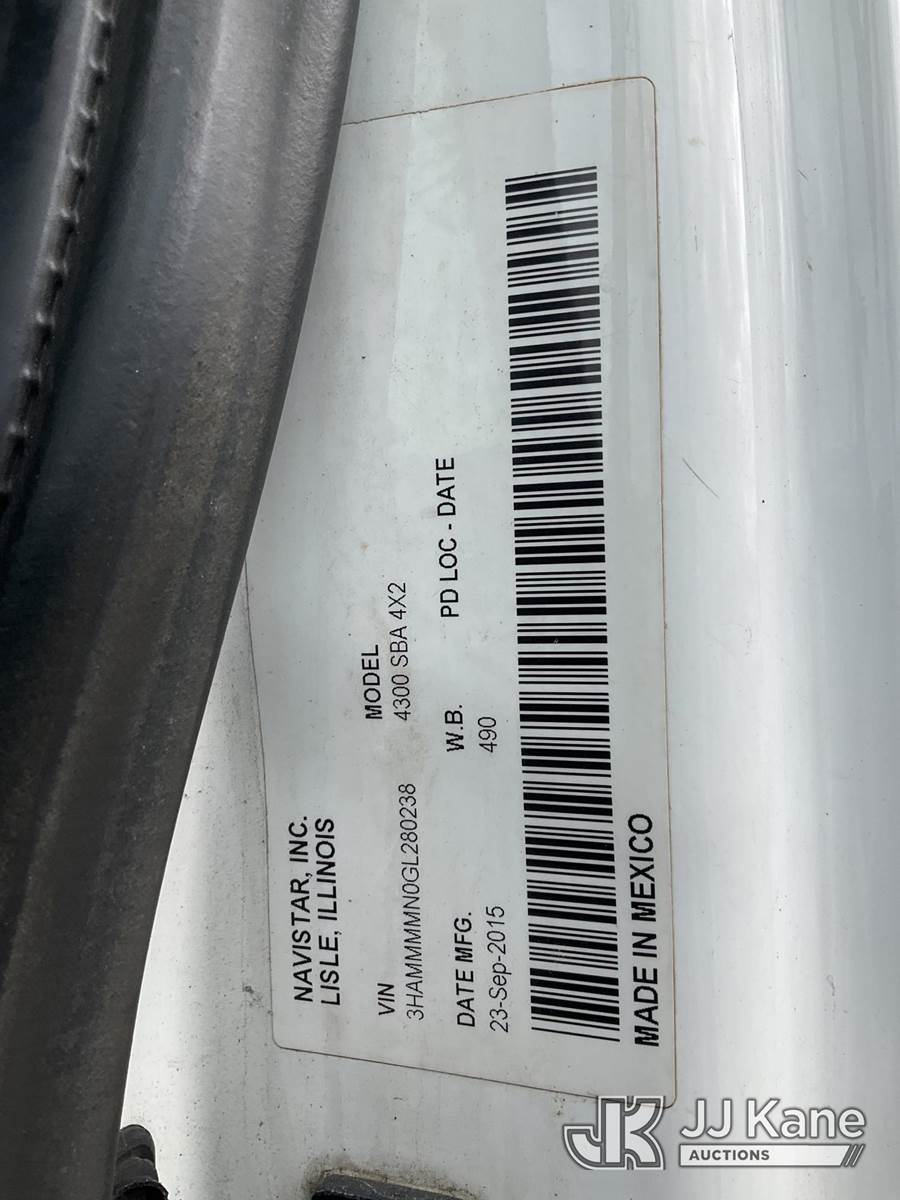 NAVISTAR, INC.
LISLE, ILLINOIS
VIN
3HAMMMMN0GL280238
MODEL
4300 SBA 4X2
DATE MFG.
23-Sep-2015
W.B.
490
PD LOC - DATE
MADE IN MEXICO
JK JJ Kane
AUCTIONS